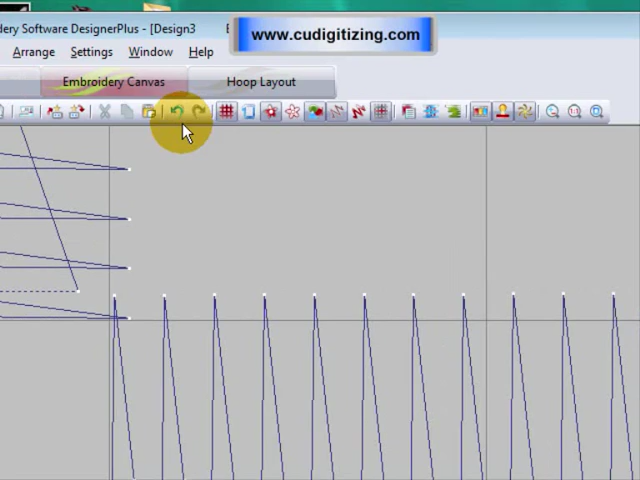 dery Software DesignerPlus - [Design3
www.cudigitizing.com
Arrange Settings Window Help
Embroidery Canvas Hoop Layout